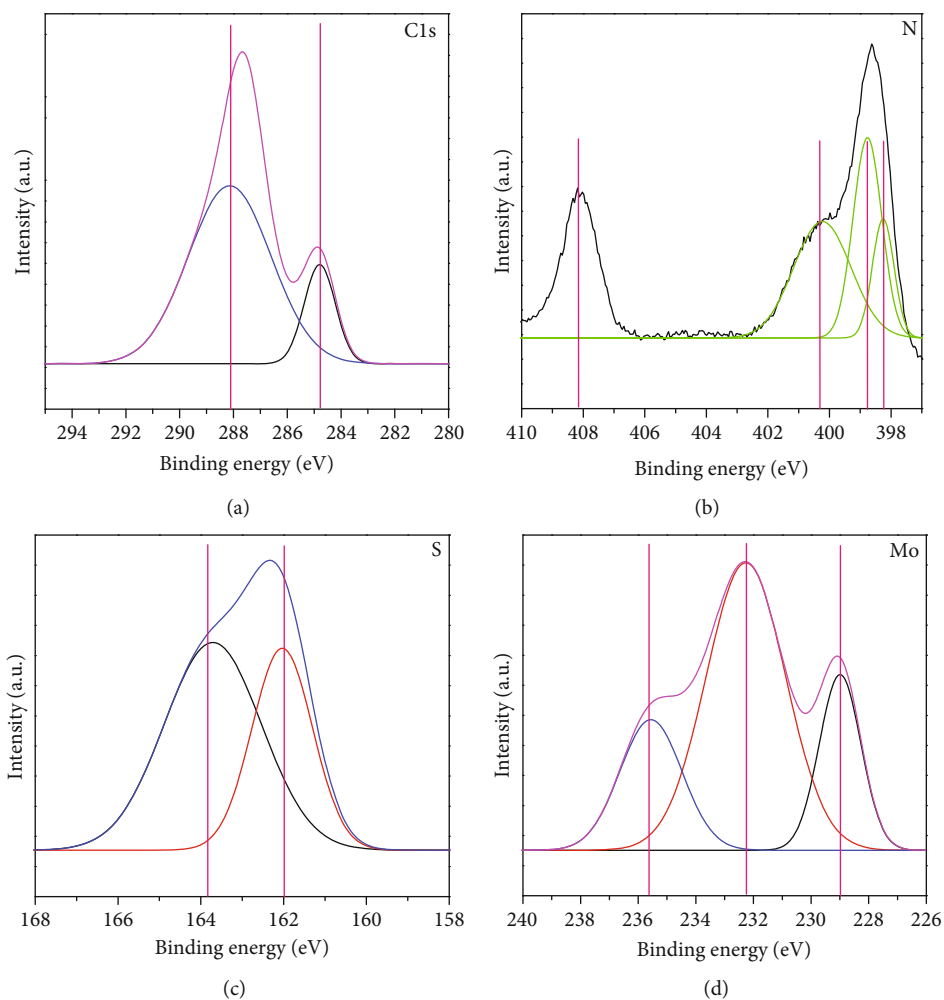 C1s
Intensity (a.u.)
294 292 290 288 286 284 282 280
Binding energy (eV)
(a)
N
Intensity (a.u.)
410 408 406 404 402 400 398
Binding energy (eV)
(b)
S
Intensity (a.u.)
168 166 164 162 160 158
Binding energy (eV)
(c)
Mo
Intensity (a.u.)
240 238 236 234 232 231 229 228 226
Binding energy (eV)
(d)